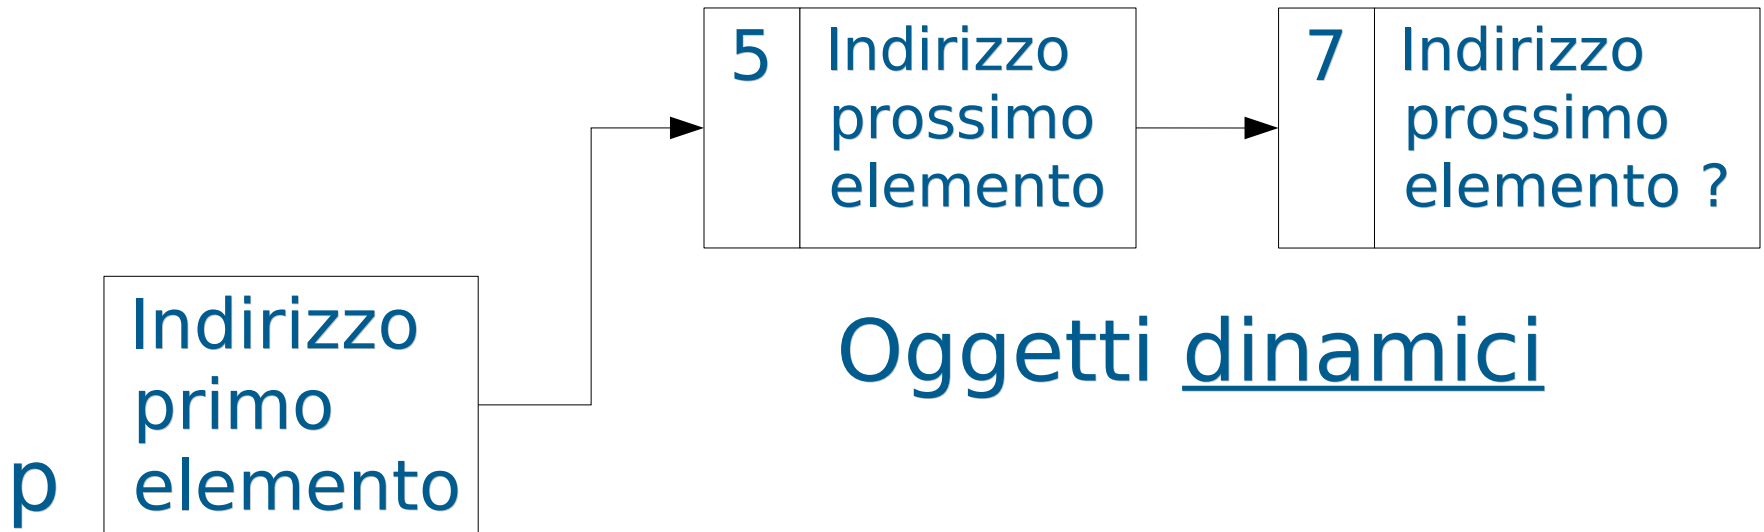 5
Indirizzo
prossimo
elemento
7
Indirizzo
prossimo
elemento ?
Oggetti dinamici
p
Indirizzo
primo
elemento